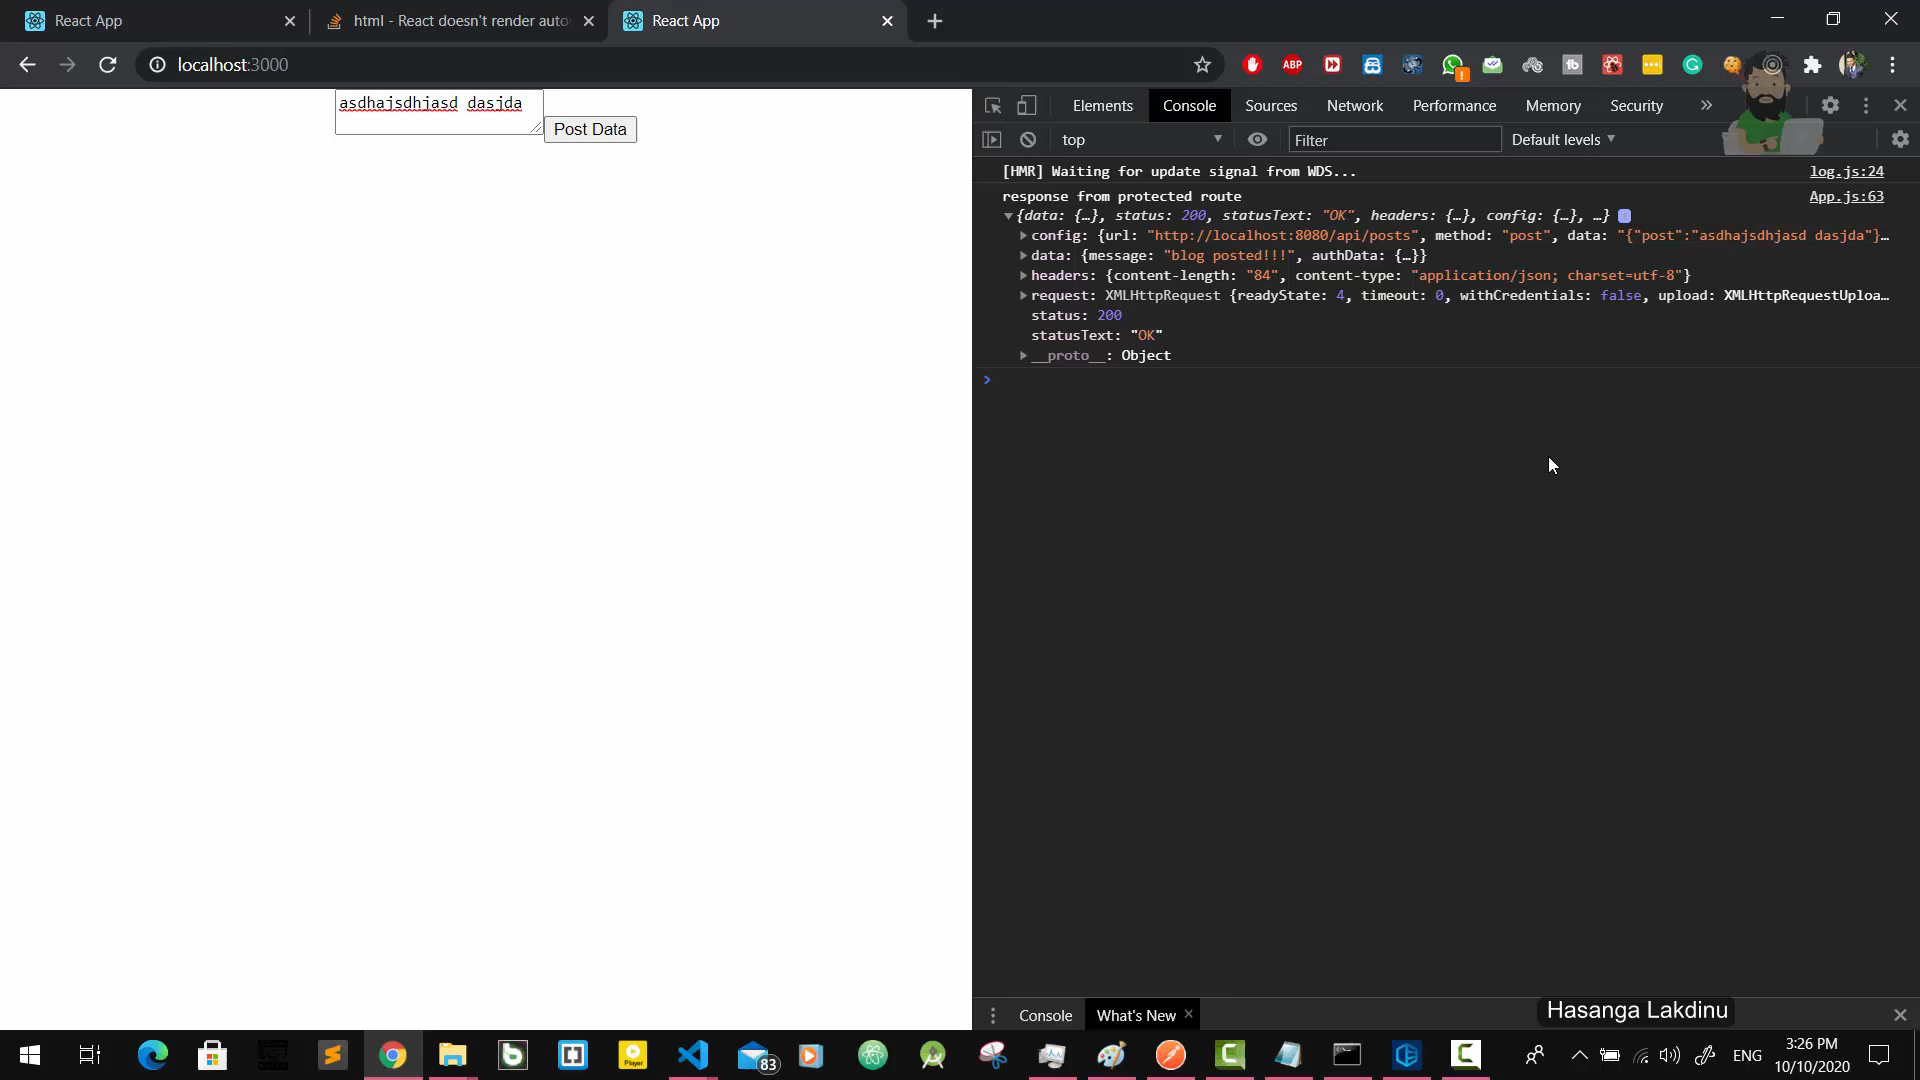 React App
html - React doesn't render auto
React App
localhost:3000
ABP
asdhajsdhjasd dasjda
Post Data
Elements
Console
Sources
Network
Performance
Memory
Security
top
Filter
Default levels
[HMR] Waiting for update signal from WDS... log.js:24
response from protected route App.js:63
{data: {…}, status: 200, statusText: "OK", headers: {…}, config: {…}, …}
config: {url: "http://localhost:8080/api/posts", method: "post", data: "{"post":"asdhajsdhjasd dasjda"}…
data: {message: "blog posted!!!", authData: {…}}
headers: {content-length: "84", content-type: "application/json; charset=utf-8"}
request: XMLHttpRequest {readyState: 4, timeout: 0, withCredentials: false, upload: XMLHttpRequestUploa…
status: 200
statusText: "OK"
__proto__: Object
Console
What's New
Hasanga Lakdinu
Player
83
ENG
3:26 PM
10/10/2020